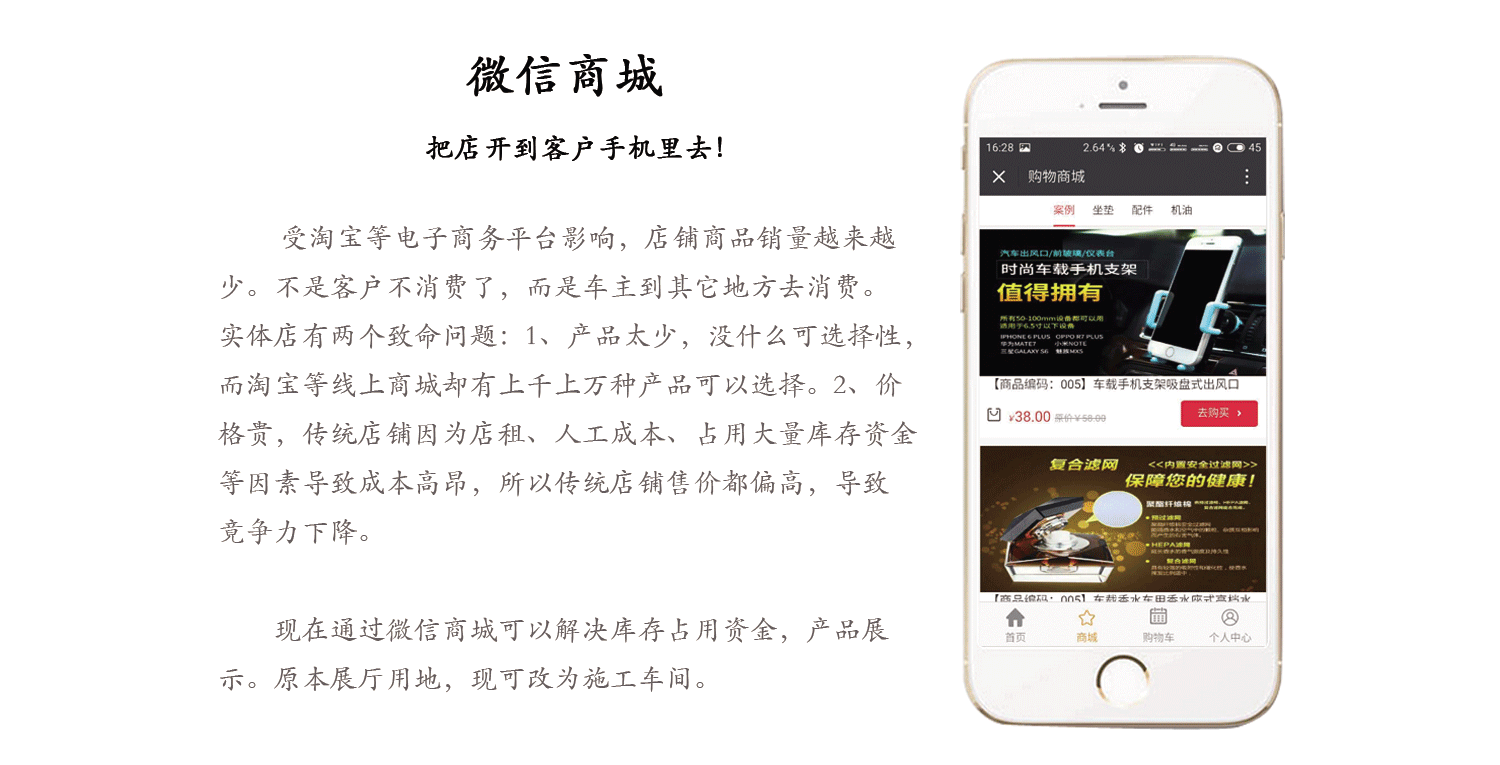 微信商城
把店开到客户手机里去！
受淘宝等电子商务平台影响，店铺商品销量越来越
少。不是客户不消费了，而是车主到其它地方去消费。
实体店有两个致命问题：1、产品太少，没什么可选择性，
而淘宝等线上商城却有上千上万种产品可以选择。2、价
格贵，传统店铺因为店租、人工成本、占用大量库存资金
等因素导致成本高昂，所以传统店铺售价都偏高，导致
竟争力下降。
现在通过微信商城可以解决库存占用资金，产品展
示。原本展厅用地，现可改为施工车间。
16:28 2.64 K/s 45
购物商城
案例 坐垫 配件 机油
汽车出风口/前玻璃/仪表台
时尚车载手机支架
值得拥有
所有50-100mm设备都可以用
适用于6.5寸以下设备
IPHONE 6 PLUS OPPO R7 PLUS
华为MATE7 小米NOTE
三星GALAXY S6 魅族MX5
【商品编码：005】车载手机支架吸盘式出风口
¥38.00 原价¥58.00 去购买 ›
复合滤网 <<内置安全过滤网>>
保障您的健康！
聚酯纤维棉
预过滤网
HEPA滤网
复合滤网
【商品编码：005】车载香水车用香水座式高档水
首页 商城 购物车 个人中心